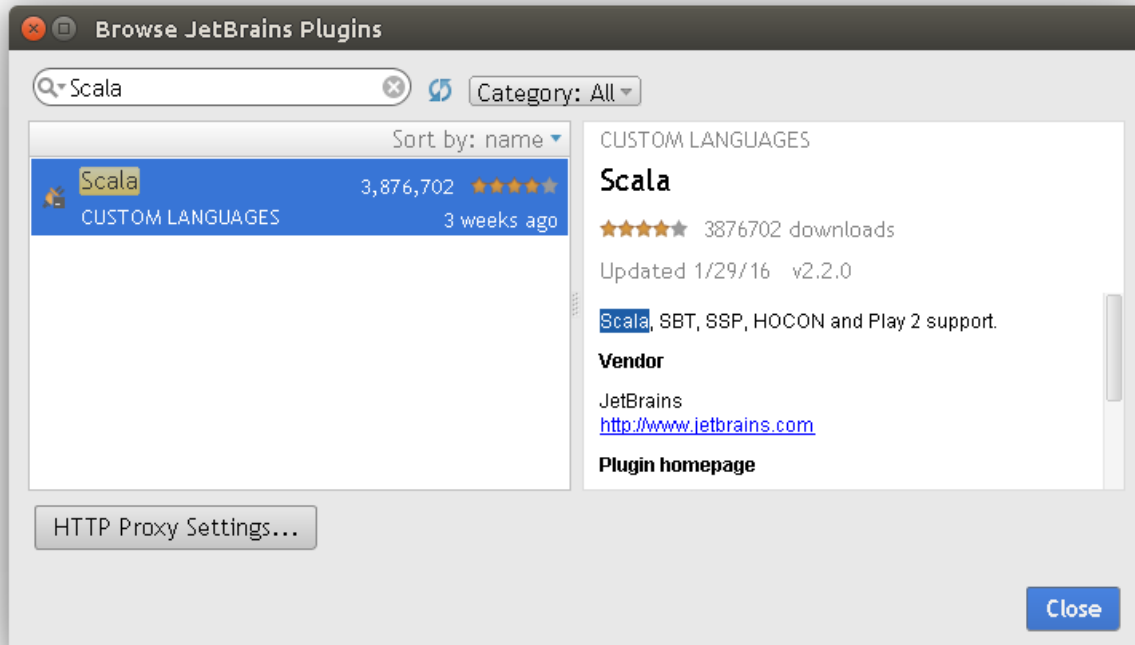 Browse JetBrains Plugins
Scala
Category: All
Sort by: name
Scala
3,876,702
CUSTOM LANGUAGES
3 weeks ago
CUSTOM LANGUAGES
Scala
3876702 downloads
Updated 1/29/16 v2.2.0
Scala, SBT, SSP, HOCON and Play 2 support.
Vendor
JetBrains
http://www.jetbrains.com
Plugin homepage
HTTP Proxy Settings...
Close